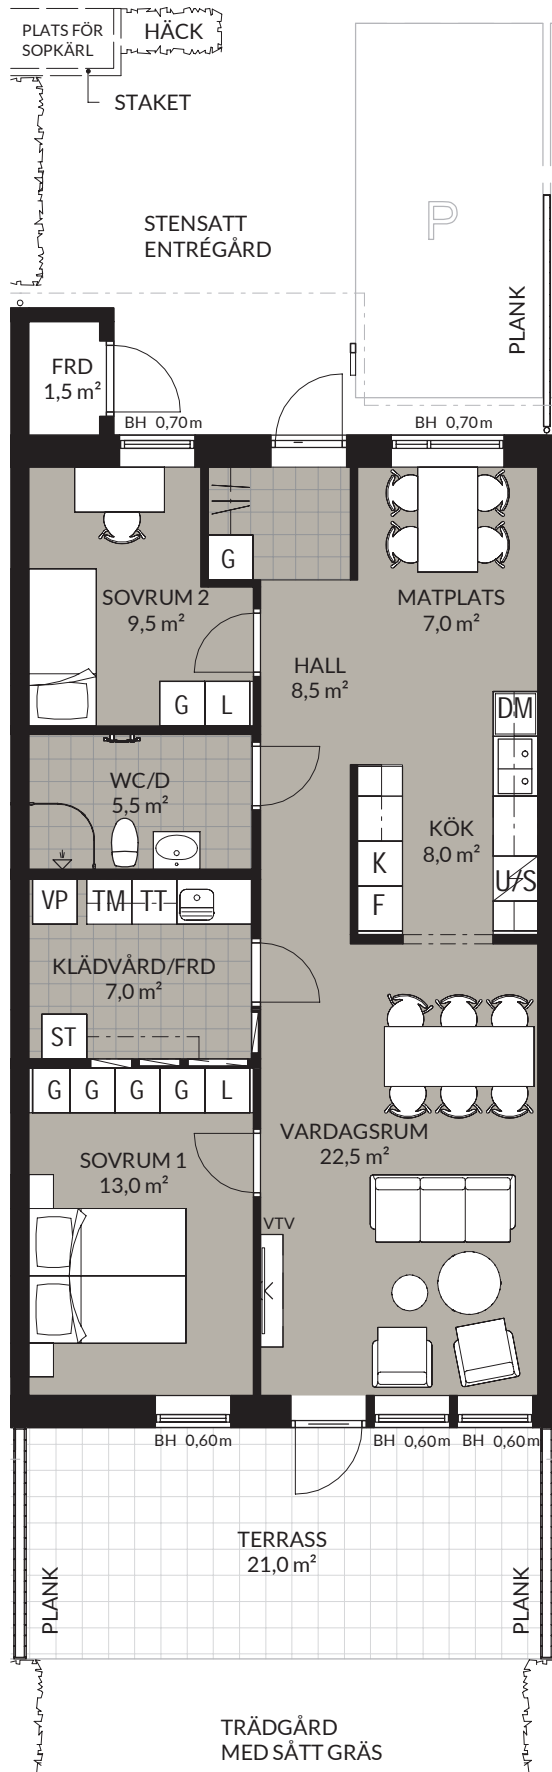 PLATS FÖR
SOPKÄRL
HÄCK
STAKET
STENSATT
ENTRÉGÅRD
P
PLANK
FRD
1,5 m²
BH 0,70m
BH 0,70m
G
SOVRUM 2
9,5 m²
MATPLATS
7,0 m²
HALL
8,5 m²
G
L
DM
WC/D
5,5 m²
KÖK
8,0 m²
K
F
U/S
VP
TM
TT
KLÄDVÅRD/FRD
7,0 m²
ST
G
G
G
G
L
VARDAGSRUM
22,5 m²
SOVRUM 1
13,0 m²
VTV
BH 0,60m
BH 0,60m
BH 0,60m
TERRASS
21,0 m²
PLANK
PLANK
TRÄDGÅRD
MED SÅTT GRÄS